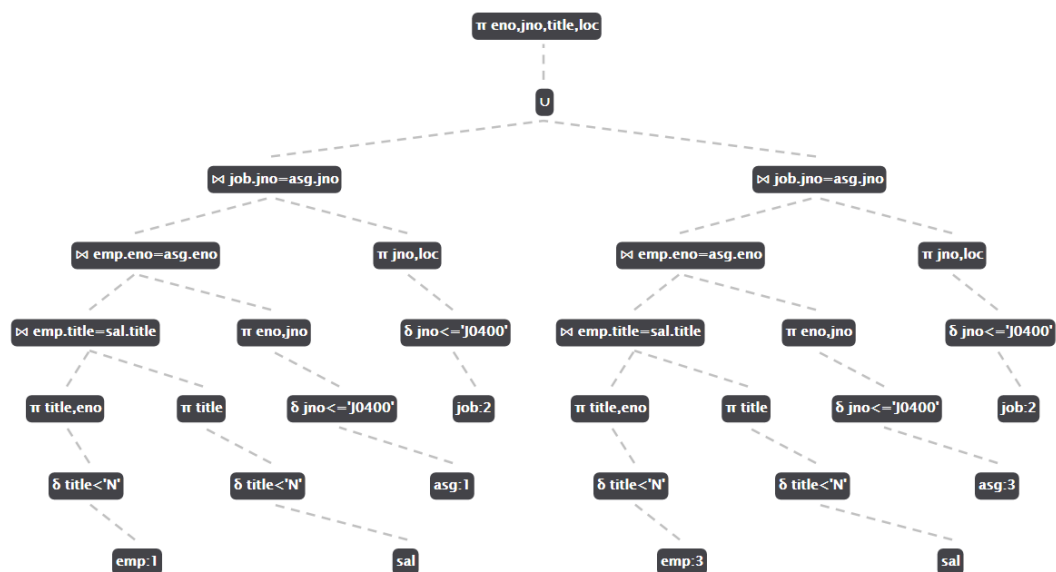 π eno,jno,title,loc
∪
⋈ job.jno=asg.jno
⋈ job.jno=asg.jno
⋈ emp.eno=asg.eno
π jno,loc
⋈ emp.eno=asg.eno
π jno,loc
⋈ emp.title=sal.title
π eno,jno
δ jno<='J0400'
⋈ emp.title=sal.title
π eno,jno
δ jno<='J0400'
π title,eno
π title
δ jno<='J0400'
job:2
π title,eno
π title
δ jno<='J0400'
job:2
δ title<'N'
δ title<'N'
asg:1
δ title<'N'
δ title<'N'
asg:3
emp:1
sal
emp:3
sal